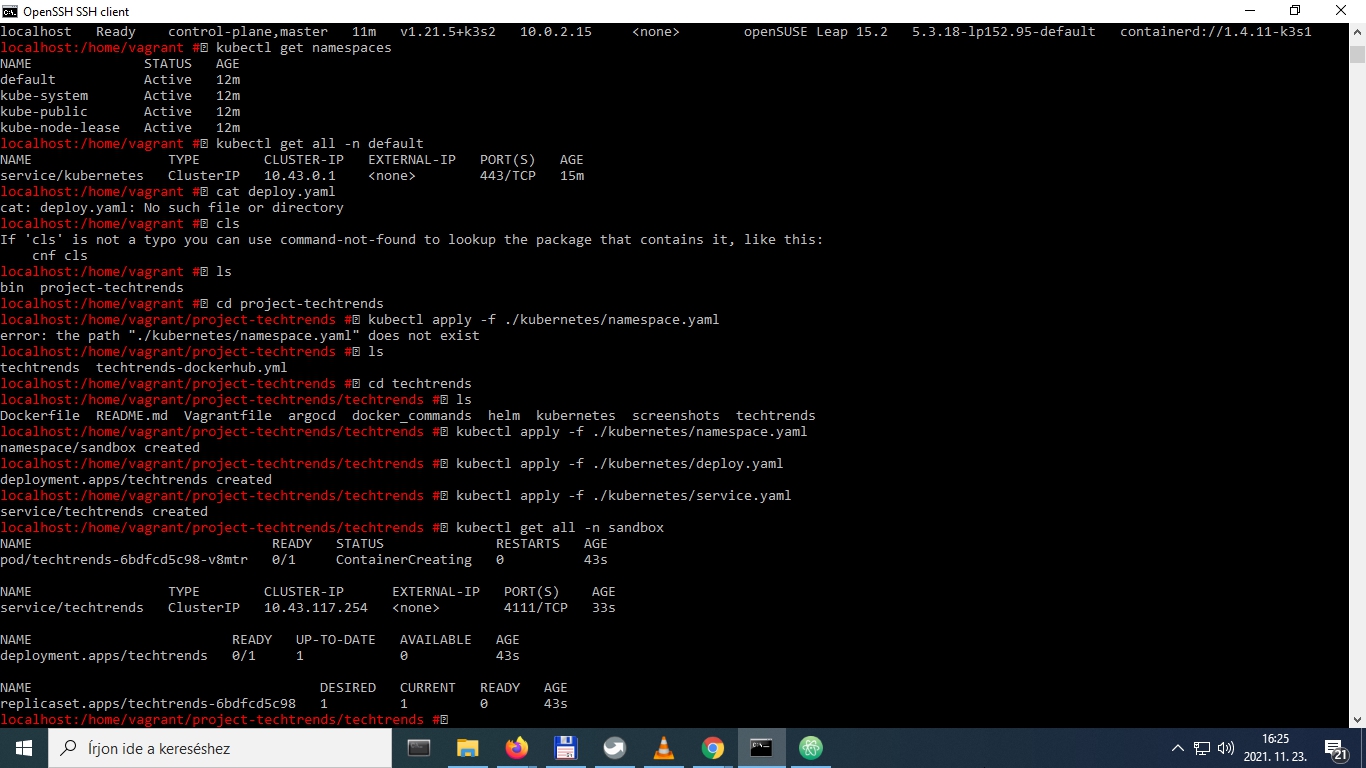 OpenSSH SSH client
localhost   Ready    control-plane,master   11m   v1.21.5+k3s2   10.0.2.15     <none>        openSUSE Leap 15.2   5.3.18-lp152.95-default   containerd://1.4.11-k3s1
localhost:/home/vagrant # kubectl get namespaces
NAME              STATUS   AGE
default           Active   12m
kube-system       Active   12m
kube-public       Active   12m
kube-node-lease   Active   12m
localhost:/home/vagrant # kubectl get all -n default
NAME                 TYPE        CLUSTER-IP   EXTERNAL-IP   PORT(S)   AGE
service/kubernetes   ClusterIP   10.43.0.1    <none>        443/TCP   15m
localhost:/home/vagrant # cat deploy.yaml
cat: deploy.yaml: No such file or directory
localhost:/home/vagrant # cls
If 'cls' is not a typo you can use command-not-found to lookup the package that contains it, like this:
    cnf cls
localhost:/home/vagrant # ls
bin  project-techtrends
localhost:/home/vagrant # cd project-techtrends
localhost:/home/vagrant/project-techtrends # kubectl apply -f ./kubernetes/namespace.yaml
error: the path "./kubernetes/namespace.yaml" does not exist
localhost:/home/vagrant/project-techtrends # ls
techtrends  techtrends-dockerhub.yml
localhost:/home/vagrant/project-techtrends # cd techtrends
localhost:/home/vagrant/project-techtrends/techtrends # ls
Dockerfile  README.md  Vagrantfile  argocd  docker_commands  helm  kubernetes  screenshots  techtrends
localhost:/home/vagrant/project-techtrends/techtrends # kubectl apply -f ./kubernetes/namespace.yaml
namespace/sandbox created
localhost:/home/vagrant/project-techtrends/techtrends # kubectl apply -f ./kubernetes/deploy.yaml
deployment.apps/techtrends created
localhost:/home/vagrant/project-techtrends/techtrends # kubectl apply -f ./kubernetes/service.yaml
service/techtrends created
localhost:/home/vagrant/project-techtrends/techtrends # kubectl get all -n sandbox
NAME                              READY   STATUS              RESTARTS   AGE
pod/techtrends-6bdfcd5c98-v8mtr   0/1     ContainerCreating   0          43s
NAME                 TYPE        CLUSTER-IP      EXTERNAL-IP   PORT(S)    AGE
service/techtrends   ClusterIP   10.43.117.254   <none>        4111/TCP   33s
NAME                         READY   UP-TO-DATE   AVAILABLE   AGE
deployment.apps/techtrends   0/1     1            0           43s
NAME                                    DESIRED   CURRENT   READY   AGE
replicaset.apps/techtrends-6bdfcd5c98   1         1         0       43s
localhost:/home/vagrant/project-techtrends/techtrends #
Írjon ide a kereséshez
16:25
2021. 11. 23.
21